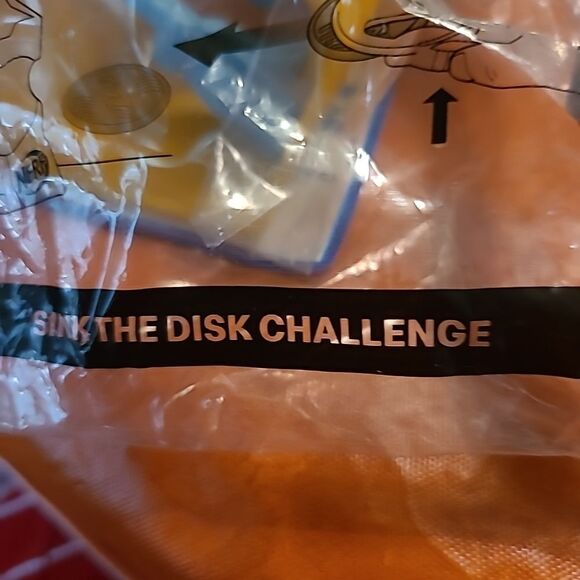 SINK THE DISK CHALLENGE